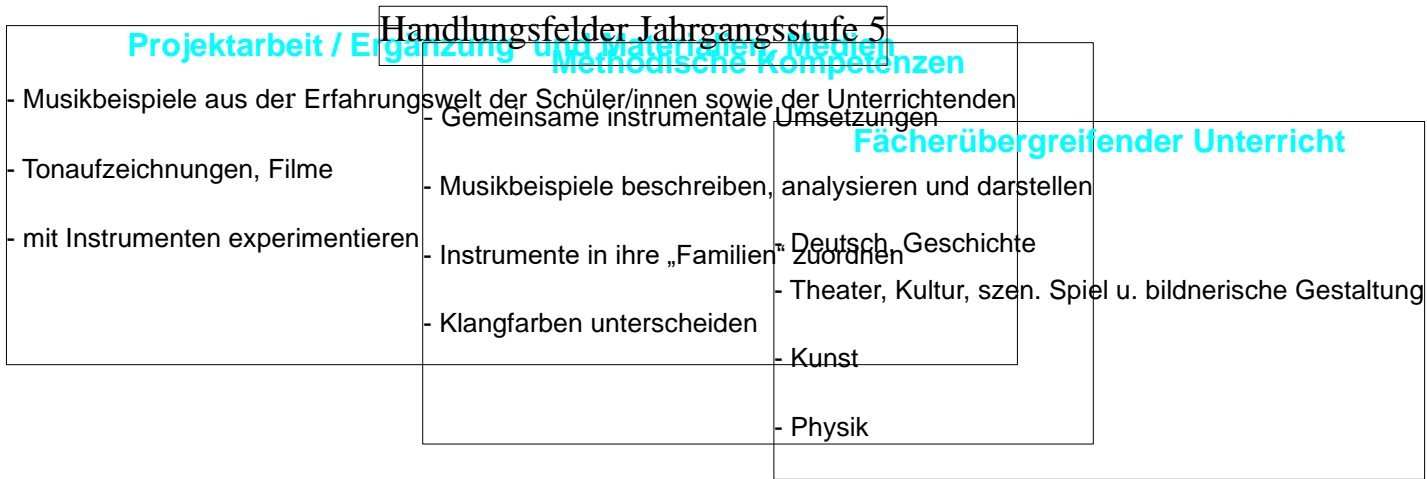 Handlungsfelder Jahrgangsstufe 5
Projektarbeit / Ergänzung und Materialien, Medien
- Musikbeispiele aus der Erfahrungswelt der Schüler/innen sowie der Unterrichtenden
- Tonaufzeichnungen, Filme
- mit Instrumenten experimentieren
Methodische Kompetenzen
- Gemeinsame instrumentale Umsetzungen
- Musikbeispiele beschreiben, analysieren und darstellen
- Instrumente in ihre „Familien“ zuordnen
- Klangfarben unterscheiden
Fächerübergreifender Unterricht
- Deutsch, Geschichte
- Theater, Kultur, szen. Spiel u. bildnerische Gestaltung
- Kunst
- Physik